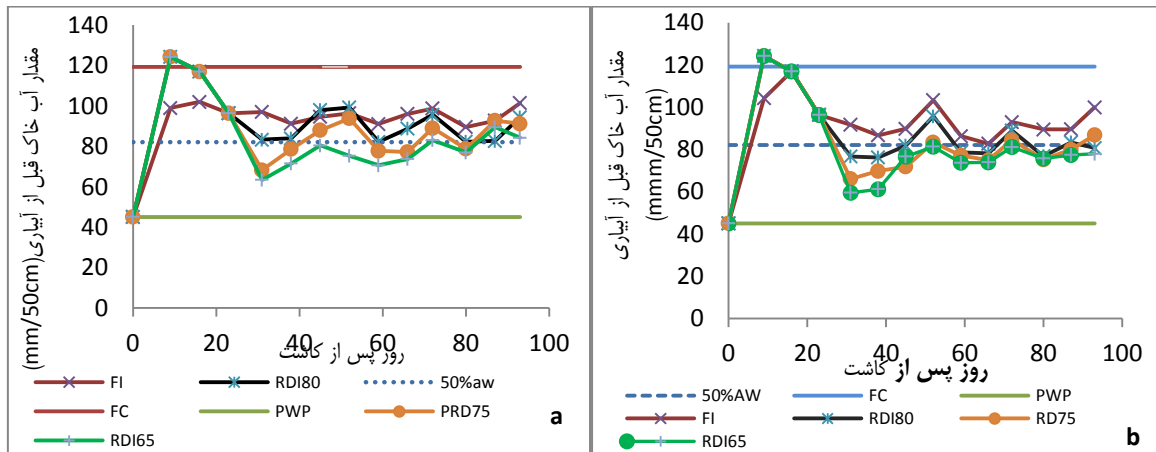 مقدار آب خاک قبل از آبیاری(mm/50cm)
140
120
100
80
60
40
20
0
0 20 40 60 80 100
روز پس از کاشت
FI RDI80 50%aw
FC PWP PRD75
RDI65
a
مقدار آب خاک قبل از آبیاری
(mmm/50cm)
140
120
100
80
60
40
20
0
0 20 40 60 80 100
روز پس از کاشت
50%AW FC PWP
FI RDI80 RD75
RDI65
b